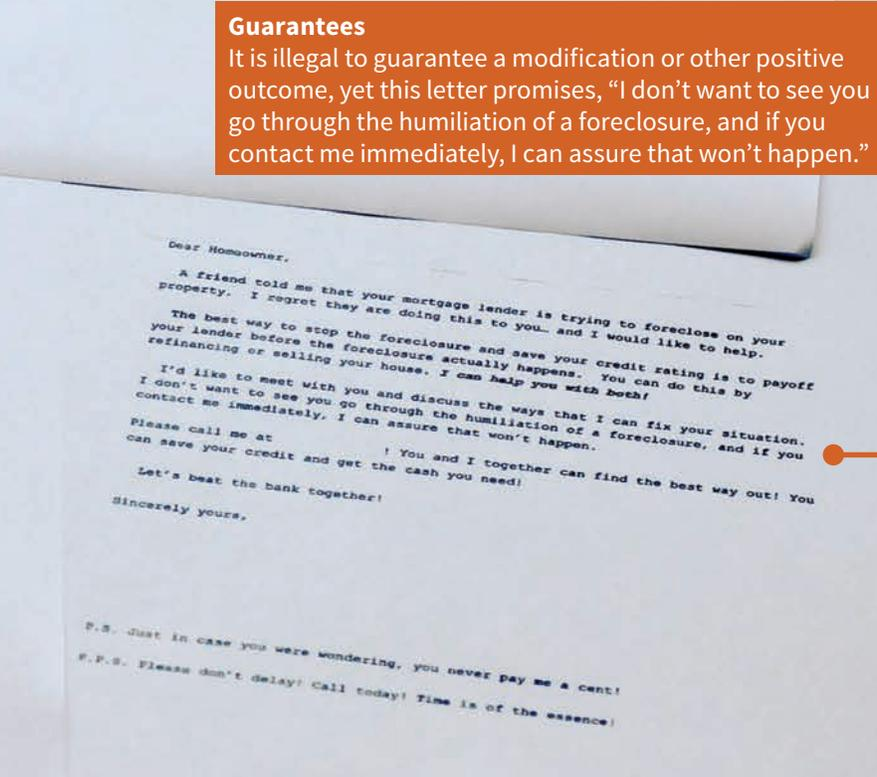 Guarantees
It is illegal to guarantee a modification or other positive
outcome, yet this letter promises, “I don’t want to see you
go through the humiliation of a foreclosure, and if you
contact me immediately, I can assure that won’t happen.”
Dear Homeowner,
A friend told me that your mortgage lender is trying to foreclose on your
property. I regret they are doing this to you… and I would like to help.
The best way to stop the foreclosure and save your credit rating is to payoff
your lender before the foreclosure actually happens. You can do this by
refinancing or selling your house. I can help you with both!
I'd like to meet with you and discuss the ways that I can fix your situation.
I don't want to see you go through the humiliation of a foreclosure, and if you
contact me immediately, I can assure that won't happen.
Please call me at ! You and I together can find the best way out! You
can save your credit and get the cash you need!
Let's beat the bank together!
Sincerely yours,
P.S. Just in case you were wondering, you never pay me a cent!
P.P.S. Please don't delay! Call today! Time is of the essence!